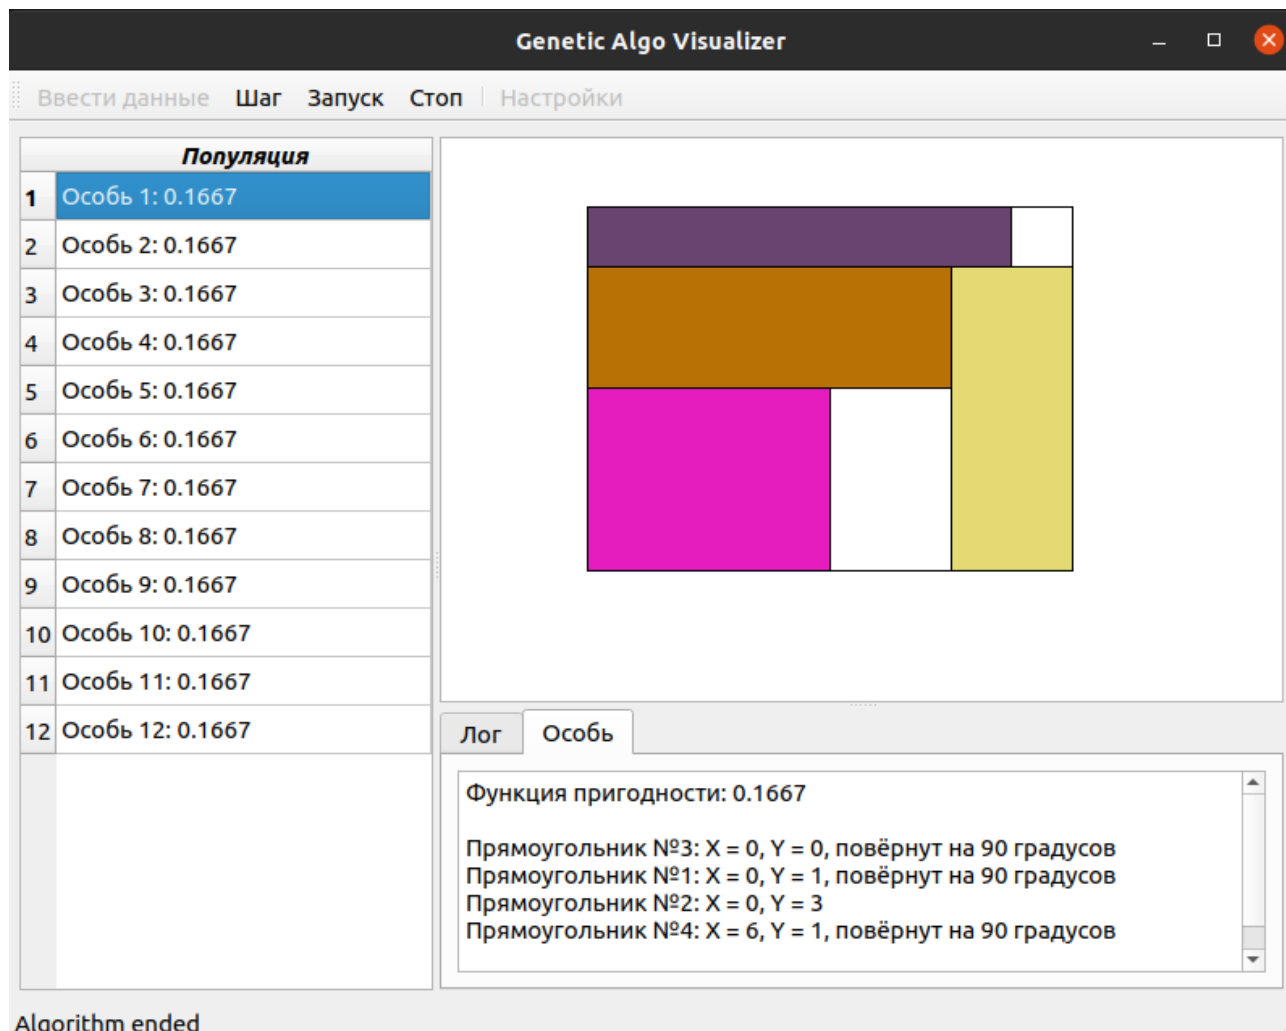 Genetic Algo Visualizer
Ввести данные Шаг Запуск Стоп Настройки
Популяция
1 Особь 1: 0.1667
2 Особь 2: 0.1667
3 Особь 3: 0.1667
4 Особь 4: 0.1667
5 Особь 5: 0.1667
6 Особь 6: 0.1667
7 Особь 7: 0.1667
8 Особь 8: 0.1667
9 Особь 9: 0.1667
10 Особь 10: 0.1667
11 Особь 11: 0.1667
12 Особь 12: 0.1667
Лог Особь
Функция пригодности: 0.1667
Прямоугольник №3: X = 0, Y = 0, повёрнут на 90 градусов
Прямоугольник №1: X = 0, Y = 1, повёрнут на 90 градусов
Прямоугольник №2: X = 0, Y = 3
Прямоугольник №4: X = 6, Y = 1, повёрнут на 90 градусов
Algorithm ended